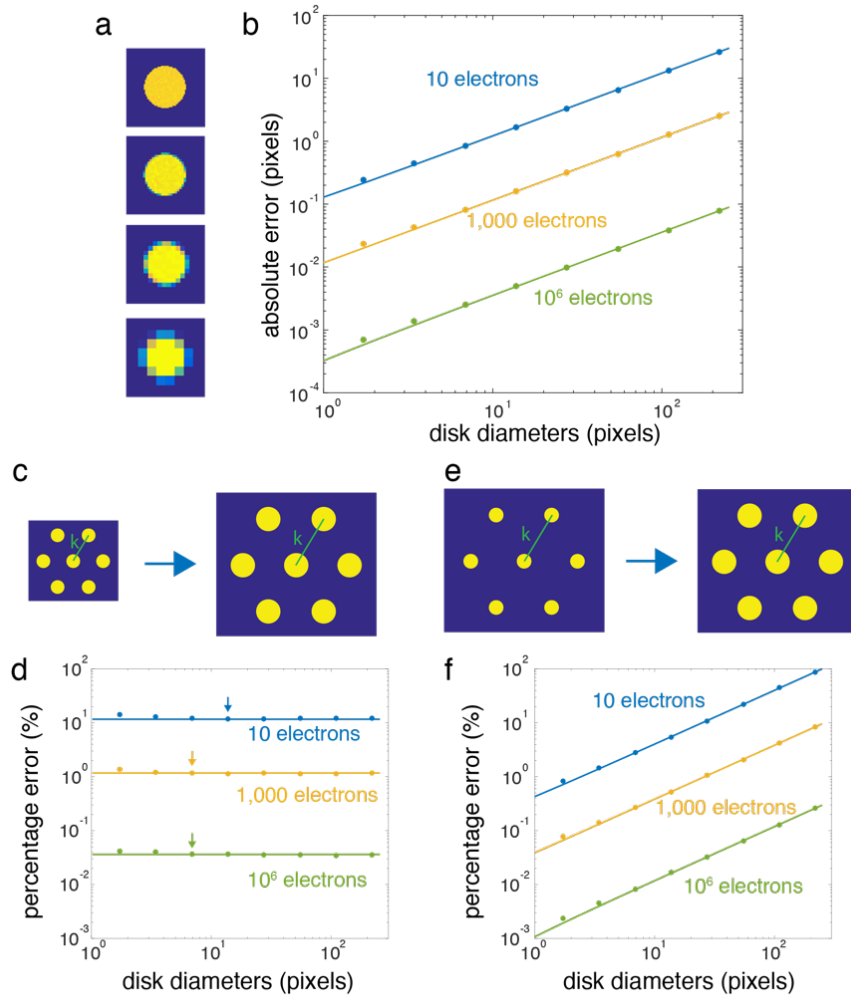 a
b
absolute error (pixels)
10²
10¹
10⁰
10⁻¹
10⁻²
10⁻³
10⁻⁴
10 electrons
1,000 electrons
10⁶ electrons
10⁰
10¹
10²
disk diameters (pixels)
c
k
k
e
k
k
d
percentage error (%)
10²
10¹
10⁰
10⁻¹
10⁻²
10⁻³
10 electrons
1,000 electrons
10⁶ electrons
10⁰
10¹
10²
disk diameters (pixels)
f
percentage error (%)
10²
10¹
10⁰
10⁻¹
10⁻²
10⁻³
10 electrons
1,000 electrons
10⁶ electrons
10⁰
10¹
10²
disk diameters (pixels)